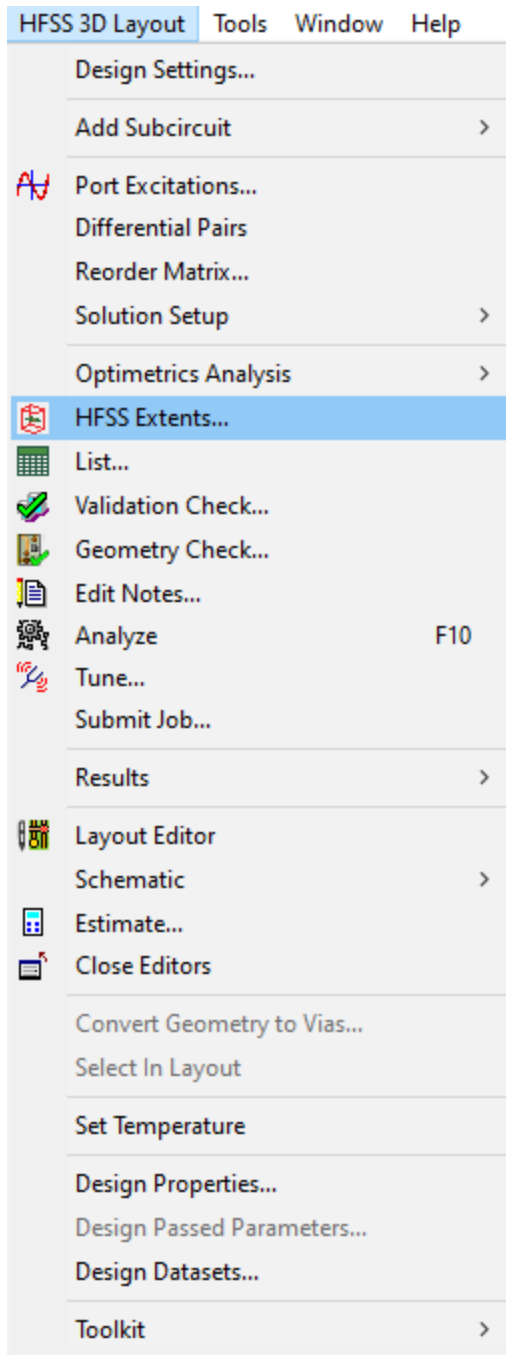 HFSS 3D Layout Tools Window Help
Design Settings...
Add Subcircuit
Port Excitations...
Differential Pairs
Reorder Matrix...
Solution Setup
Optimetrics Analysis
HFSS Extents...
List...
Validation Check...
Geometry Check...
Edit Notes...
Analyze F10
Tune...
Submit Job...
Results
Layout Editor
Schematic
Estimate...
Close Editors
Convert Geometry to Vias...
Select In Layout
Set Temperature
Design Properties...
Design Passed Parameters...
Design Datasets...
Toolkit